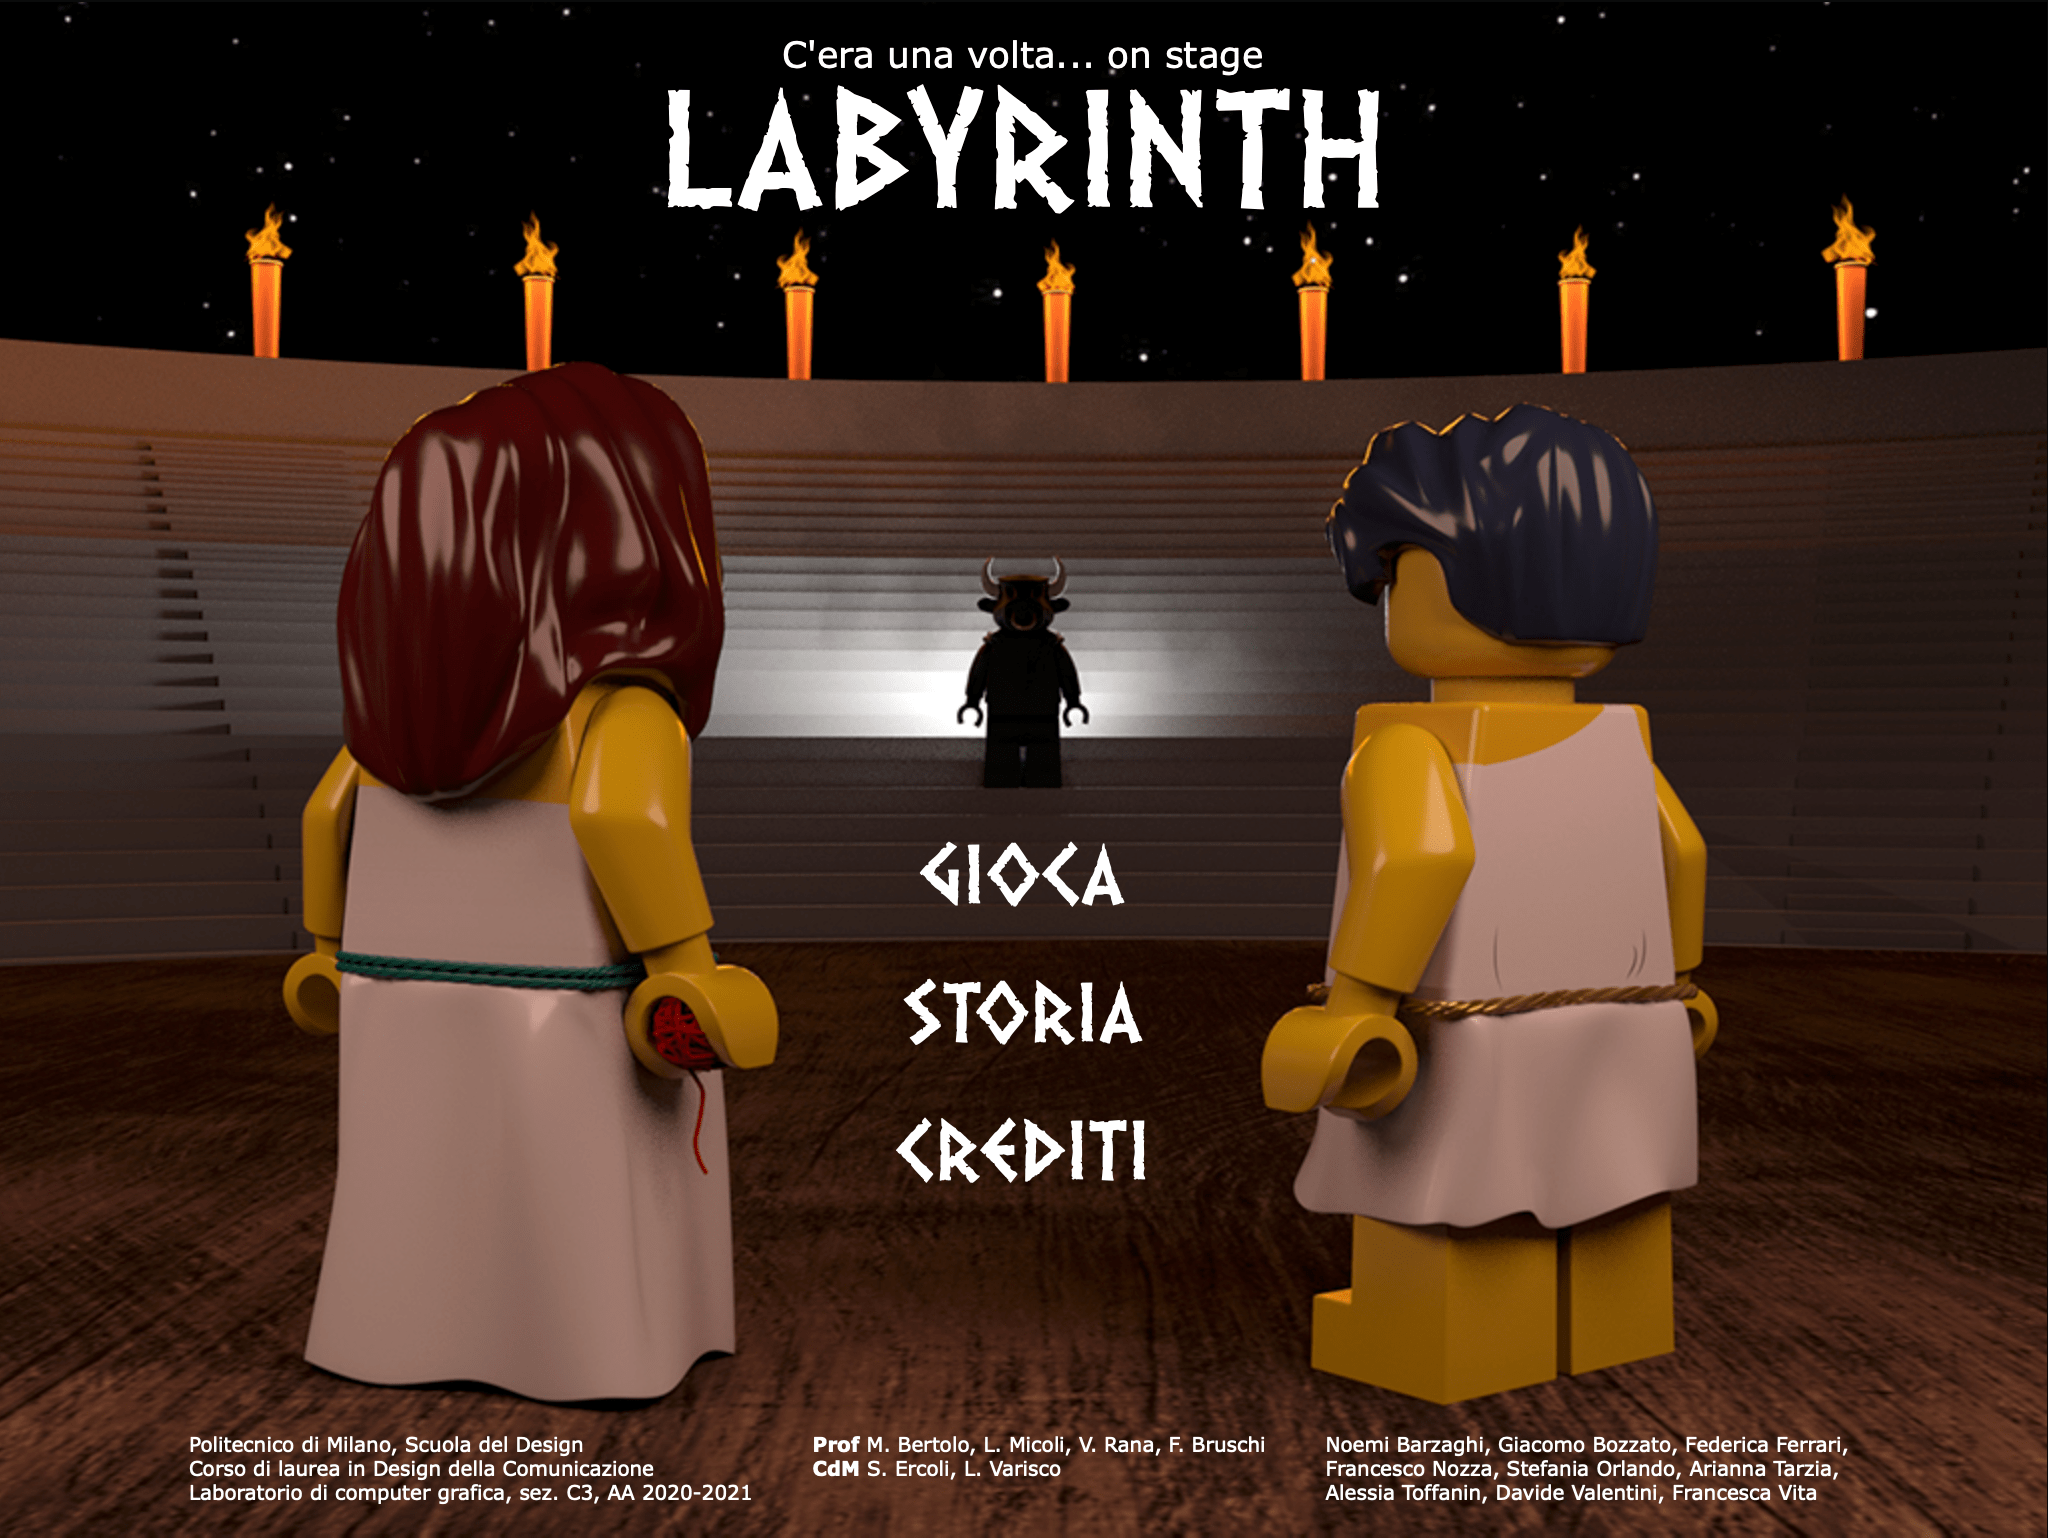 C'era una volta... on stage
LABYRINTH
GIOCA
STORIA
CREDITI
Politecnico di Milano, Scuola del Design
Corso di laurea in Design della Comunicazione
Laboratorio di computer grafica, sez. C3, AA 2020-2021
Prof M. Bertolo, L. Micoli, V. Rana, F. Bruschi
CdM S. Ercoli, L. Varisco
Noemi Barzaghi, Giacomo Bozzato, Federica Ferrari,
Francesco Nozza, Stefania Orlando, Arianna Tarzia,
Alessia Toffanin, Davide Valentini, Francesca Vita